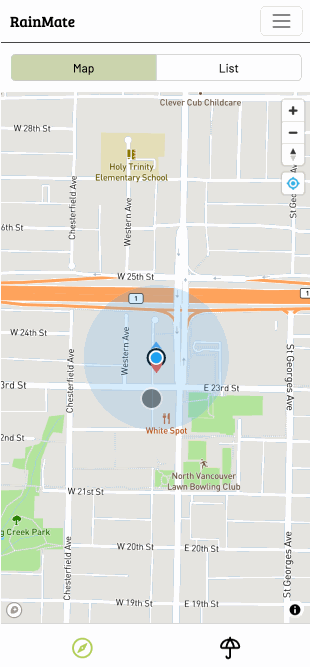 RainMate
Map
List
Clever Cub Childcare
W 28th St
Holy Trinity
Elementary School
Chesterfield Ave
Western Ave
St Geo
Ave
6th St
W 25th St
1
1
W 24th St
Western Ave
Chesterfield Ave
St Georges Ave
3rd St
E 23rd St
White Spot
2nd St
North Vancouver
Lawn Bowling Club
W 21st St
g Creek Park
Chesterfield Ave
St Georges Ave
W 20th St
E 20th St
W 19th St
E 19th St